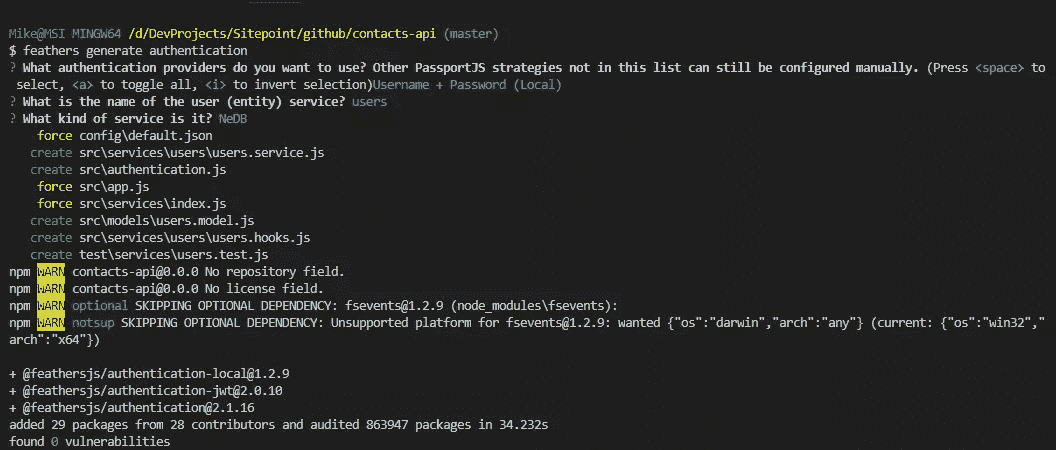 Mike@MSI MINGW64 /d/DevProjects/Sitepoint/github/contacts-api (master)
$ feathers generate authentication
? What authentication providers do you want to use? Other PassportJS strategies not in this list can still be configured manually. (Press <space> to
select, <a> to toggle all, <i> to invert selection)Username + Password (Local)
? What is the name of the user (entity) service? users
? What kind of service is it? NeDB
force config\default.json
create src\services\users\users.service.js
create src\authentication.js
force src\app.js
force src\services\index.js
create src\models\users.model.js
create src\services\users\users.hooks.js
create test\services\users.test.js
npm WARN contacts-api@0.0.0 No repository field.
npm WARN contacts-api@0.0.0 No license field.
npm WARN optional SKIPPING OPTIONAL DEPENDENCY: fsevents@1.2.9 (node_modules\fsevents):
npm WARN notsup SKIPPING OPTIONAL DEPENDENCY: Unsupported platform for fsevents@1.2.9: wanted {"os":"darwin","arch":"any"} (current: {"os":"win32","
arch":"x64"})
+ @feathersjs/authentication-local@1.2.9
+ @feathersjs/authentication-jwt@2.0.10
+ @feathersjs/authentication@2.1.16
added 29 packages from 28 contributors and audited 863947 packages in 34.232s
found 0 vulnerabilities